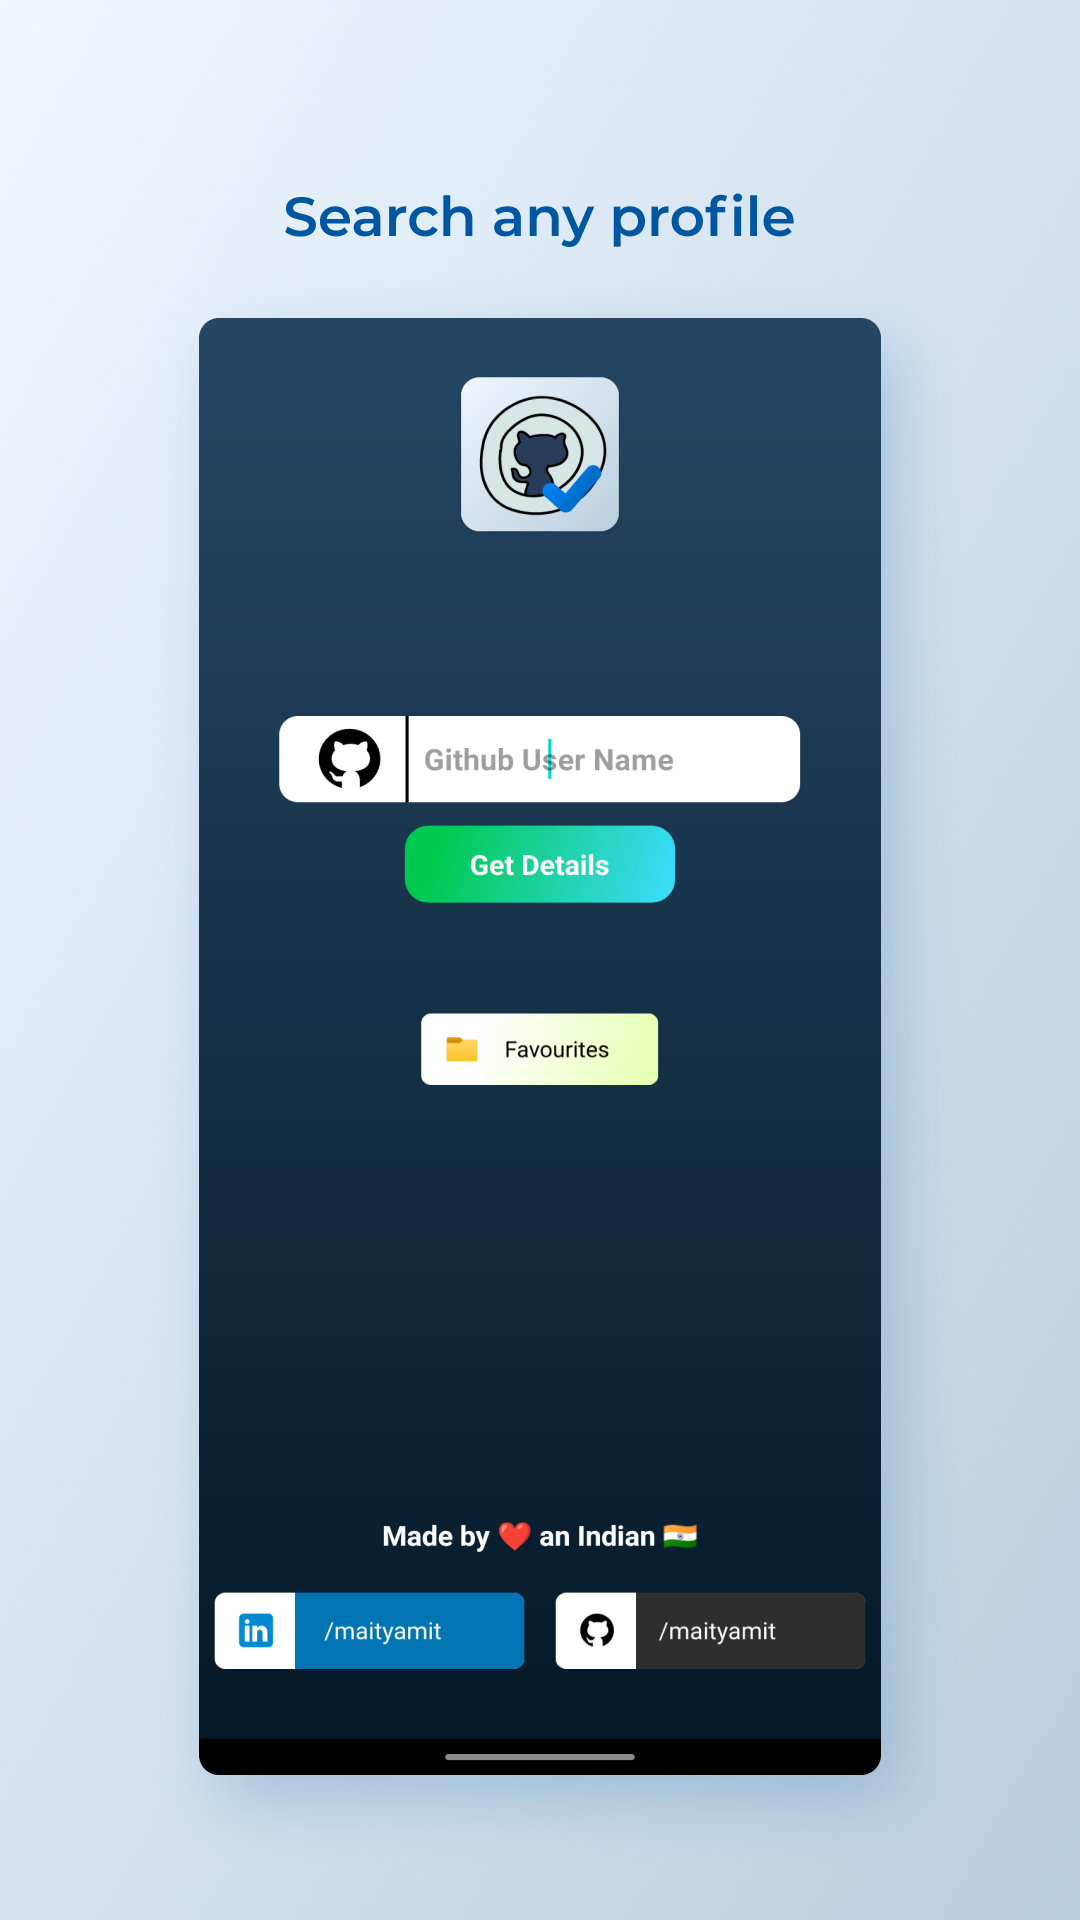 Search any profile
Github User Name
Get Details
Favourites
Made by ❤️ an Indian 🇮🇳
in /maityamit
/maityamit